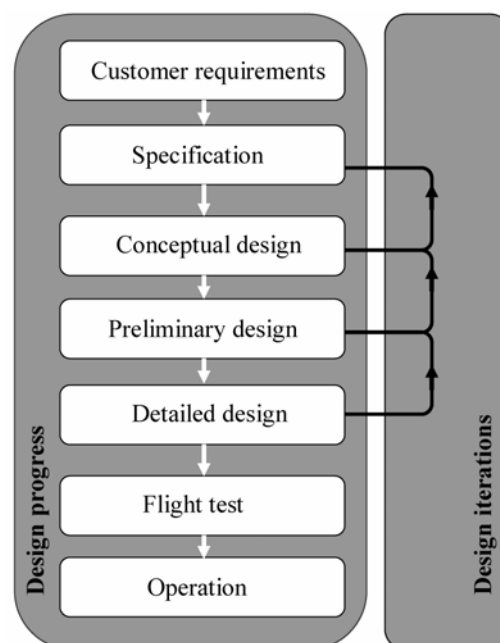 Customer requirements
Specification
Conceptual design
Preliminary design
Detailed design
Flight test
Operation
Design progress
Design iterations